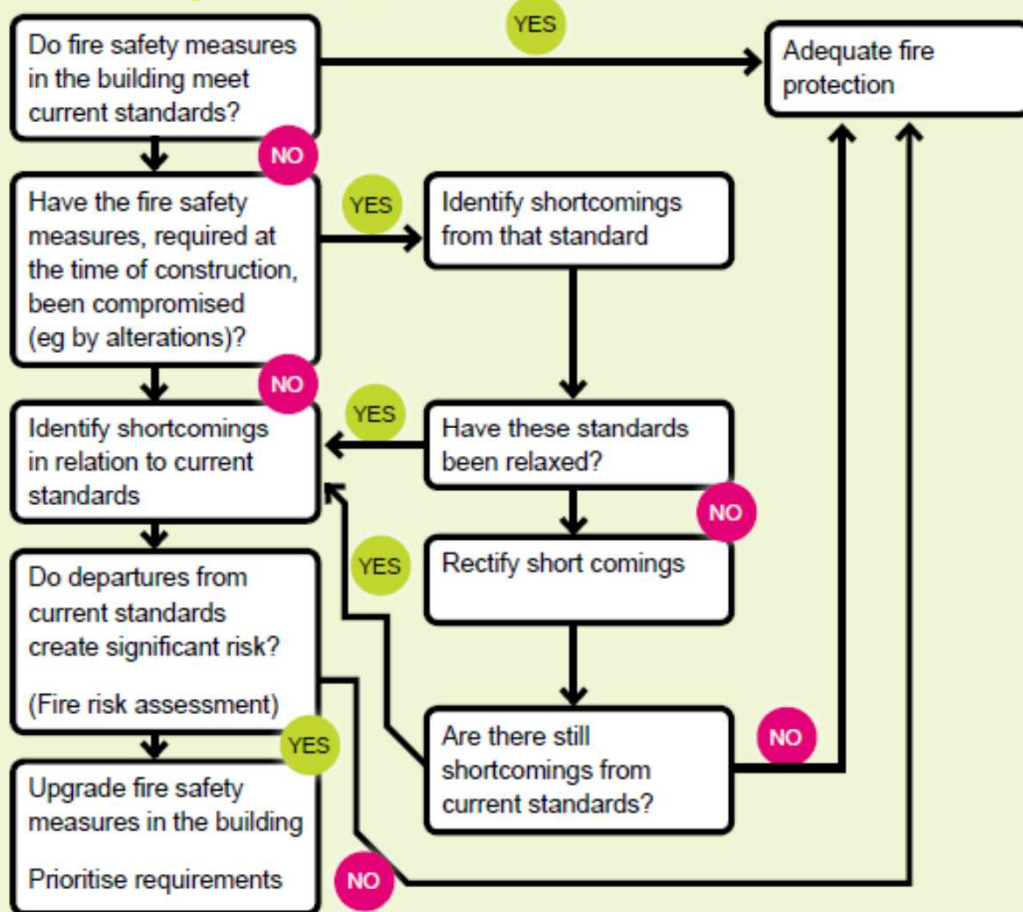 YES
Do fire safety measures
in the building meet
current standards?
Adequate fire
protection
NO
Have the fire safety
measures, required at
the time of construction,
been compromised
(eg by alterations)?
YES
Identify shortcomings
from that standard
NO
Identify shortcomings
in relation to current
standards
YES
Have these standards
been relaxed?
NO
Rectify short comings
YES
Do departures from
current standards
create significant risk?
(Fire risk assessment)
YES
Are there still
shortcomings from
current standards?
NO
Upgrade fire safety
measures in the building
Prioritise requirements
NO